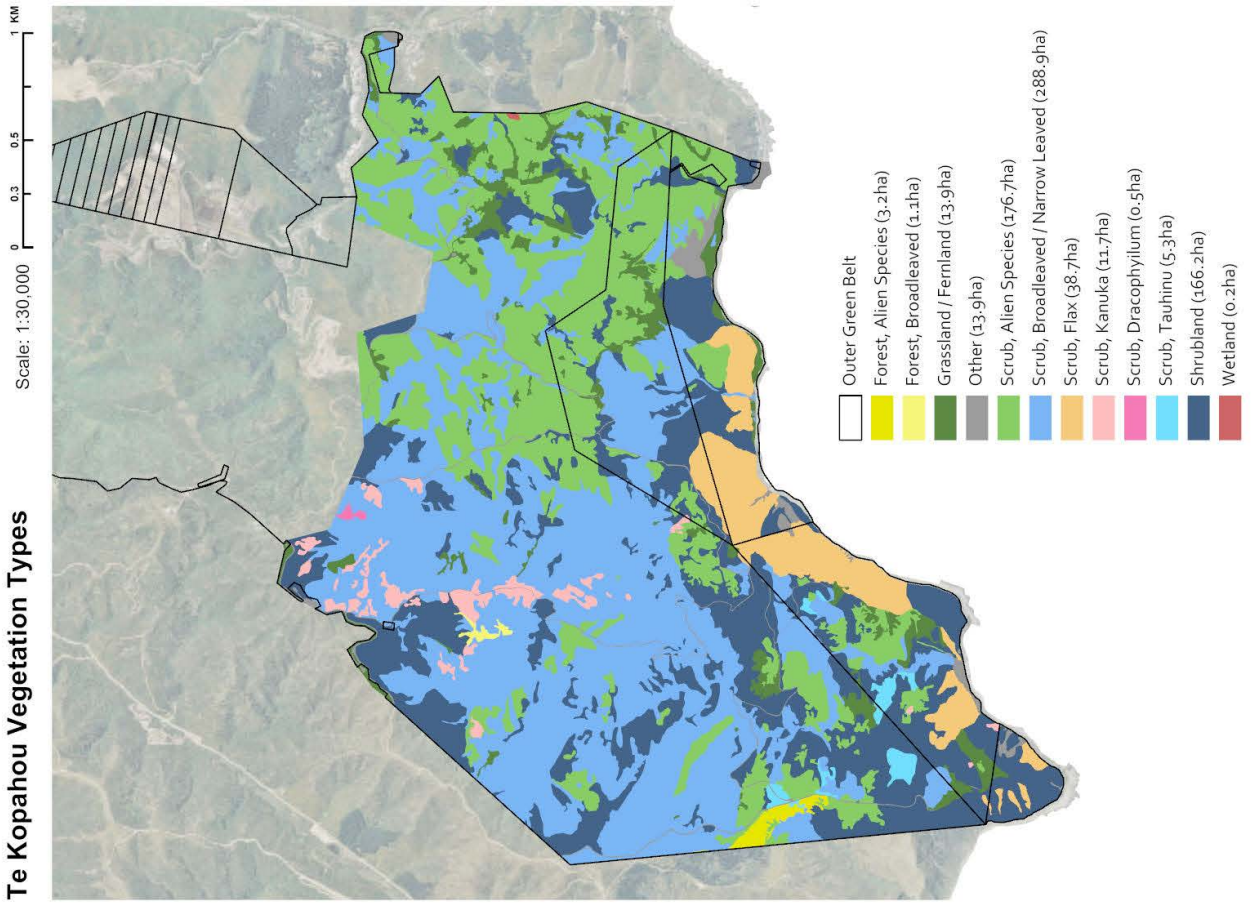 Te Kopahou Vegetation Types
Scale: 1:30,000
0 0.3 0.5 1 KM
Outer Green Belt
Forest, Alien Species (3.2ha)
Forest, Broadleaved (1.1ha)
Grassland / Fernland (13.9ha)
Other (13.9ha)
Scrub, Alien Species (176.7ha)
Scrub, Broadleaved / Narrow Leaved (288.9ha)
Scrub, Flax (38.7ha)
Scrub, Kanuka (11.7ha)
Scrub, Dracophyllum (0.5ha)
Scrub, Tauhinu (5.3ha)
Shrubland (166.2ha)
Wetland (0.2ha)